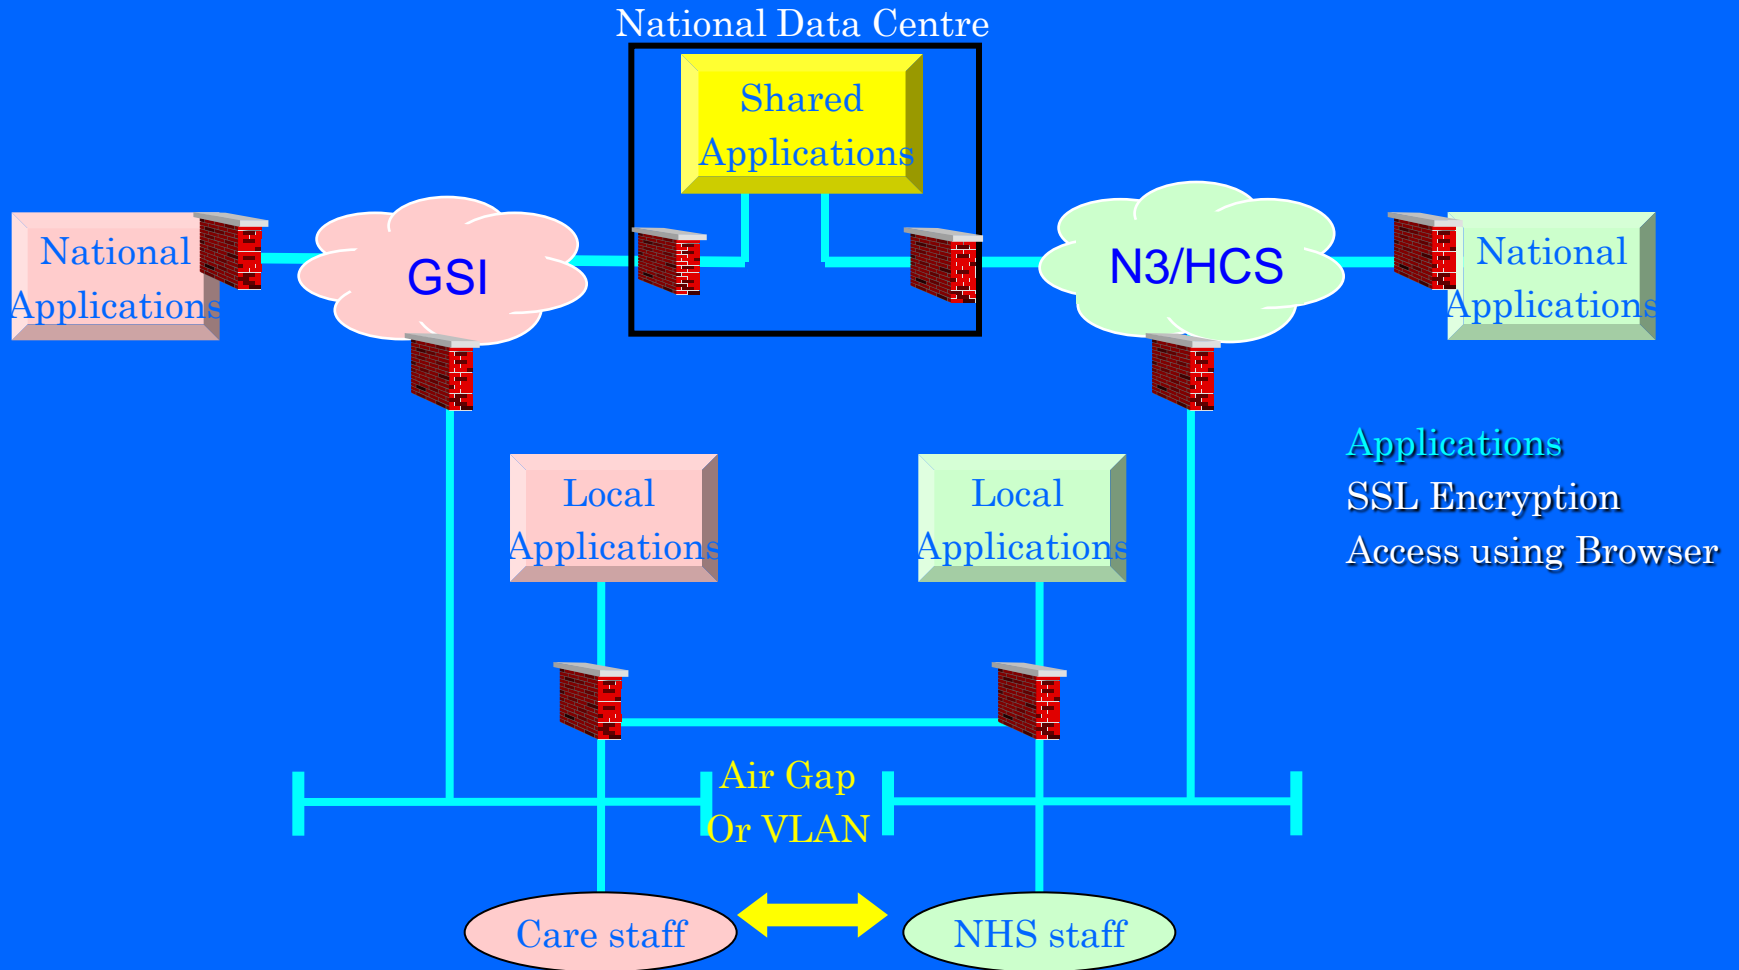 National Data Centre
Shared
Applications
National
Applications
GSI
N3/HCS
National
Applications
Applications
SSL Encryption
Access using Browser
Local
Applications
Local
Applications
Air Gap
Or VLAN
Care staff
NHS staff